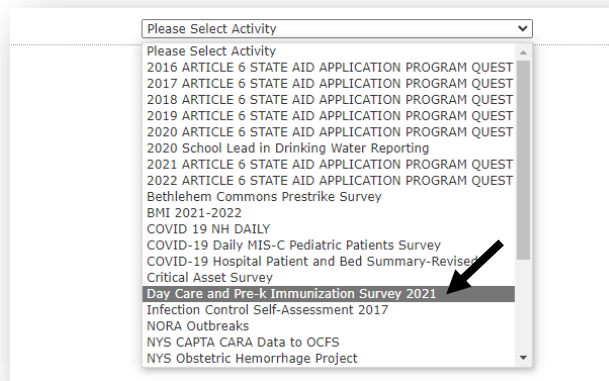 Please Select Activity
Please Select Activity
2016 ARTICLE 6 STATE AID APPLICATION PROGRAM QUEST
2017 ARTICLE 6 STATE AID APPLICATION PROGRAM QUEST
2018 ARTICLE 6 STATE AID APPLICATION PROGRAM QUEST
2019 ARTICLE 6 STATE AID APPLICATION PROGRAM QUEST
2020 ARTICLE 6 STATE AID APPLICATION PROGRAM QUEST
2020 School Lead in Drinking Water Reporting
2021 ARTICLE 6 STATE AID APPLICATION PROGRAM QUEST
2022 ARTICLE 6 STATE AID APPLICATION PROGRAM QUEST
Bethlehem Commons Prestrike Survey
BMI 2021-2022
COVID 19 NH DAILY
COVID-19 Daily MIS-C Pediatric Patients Survey
COVID-19 Hospital Patient and Bed Summary-Revised
Critical Asset Survey
Day Care and Pre-k Immunization Survey 2021
Infection Control Self-Assessment 2017
NORA Outbreaks
NYS CAPTA CARA Data to OCFS
NYS Obstetric Hemorrhage Project